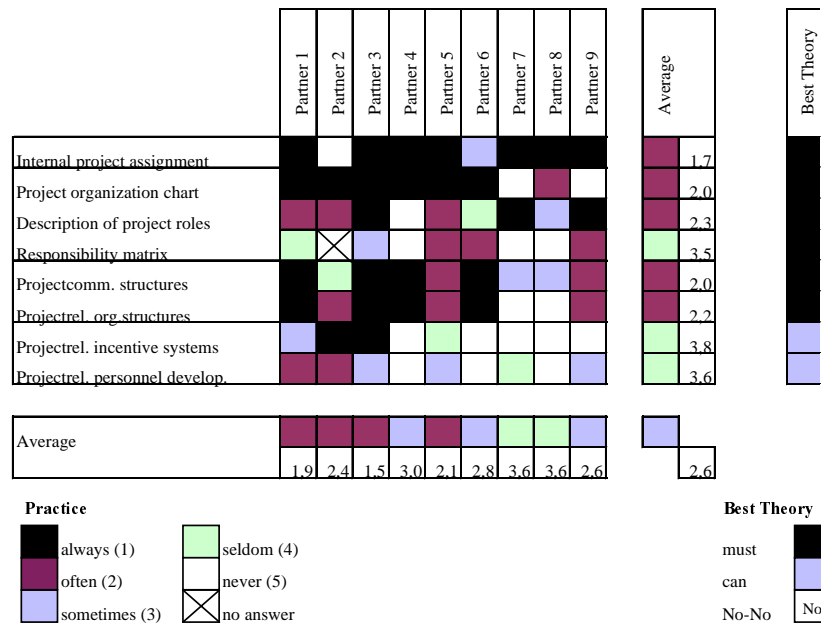 Partner 1 Partner 2 Partner 3 Partner 4 Partner 5 Partner 6 Partner 7 Partner 8 Partner 9 Average Best Theory
Internal project assignment 1,7
Project organization chart 2,0
Description of project roles 2,3
Responsibility matrix 3,5
Projectcomm. structures 2,0
Projectrel. org.structures 2,2
Projectrel. incentive systems 3,8
Projectrel. personnel develop. 3,6
Average
1,9 2,4 1,5 3,0 2,1 2,8 3,6 3,6 2,6 2,6
Practice Best Theory
always (1) seldom (4) must
often (2) never (5) can
sometimes (3) no answer No-No No